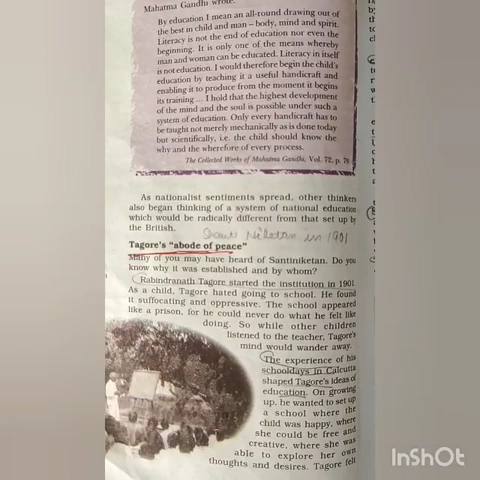 Mahatma Gandhi wrote:
By education I mean an all-round drawing out of
the best in child and man – body, mind and spirit.
Literacy is not the end of education nor even the
beginning. It is only one of the means whereby
man and woman can be educated. Literacy in itself
is not education. I would therefore begin the child's
education by teaching it a useful handicraft and
enabling it to produce from the moment it begins
its training ... I hold that the highest development
of the mind and the soul is possible under such a
system of education. Only every handicraft has to
be taught not merely mechanically as is done today
but scientifically, i.e. the child should know the
why and the wherefore of every process.
The Collected Works of Mahatma Gandhi, Vol. 72, p. 79
As nationalist sentiments spread, other thinkers
also began thinking of a system of national education
which would be radically different from that set up by
the British.
Niketan in 1901
Tagore's "abode of peace"
Many of you may have heard of Santiniketan. Do you
know why it was established and by whom?
Rabindranath Tagore started the institution in 1901.
As a child, Tagore hated going to school. He found
it suffocating and oppressive. The school appeared
like a prison, for he could never do what he felt like
doing. So while other children
listened to the teacher, Tagore's
mind would wander away.
The experience of his
schooldays in Calcutta
shaped Tagore's ideas of
education. On growing
up, he wanted to set up
a school where the
child was happy, where
she could be free and
creative, where she was
able to explore her own
thoughts and desires. Tagore felt
InShOt